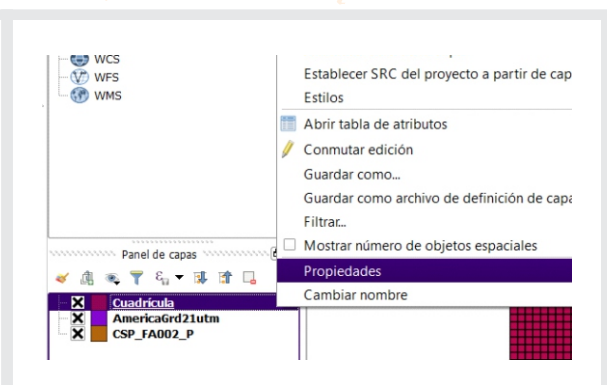 WCS
WFS
WMS
Establecer SRC del proyecto a partir de cap
Estilos
Abrir tabla de atributos
Conmutar edición
Guardar como...
Guardar como archivo de definición de capa
Filtrar...
Mostrar número de objetos espaciales
Propiedades
Cambiar nombre
Panel de capas
Cuadrícula
AmericaGrd21utm
CSP_FA002_P